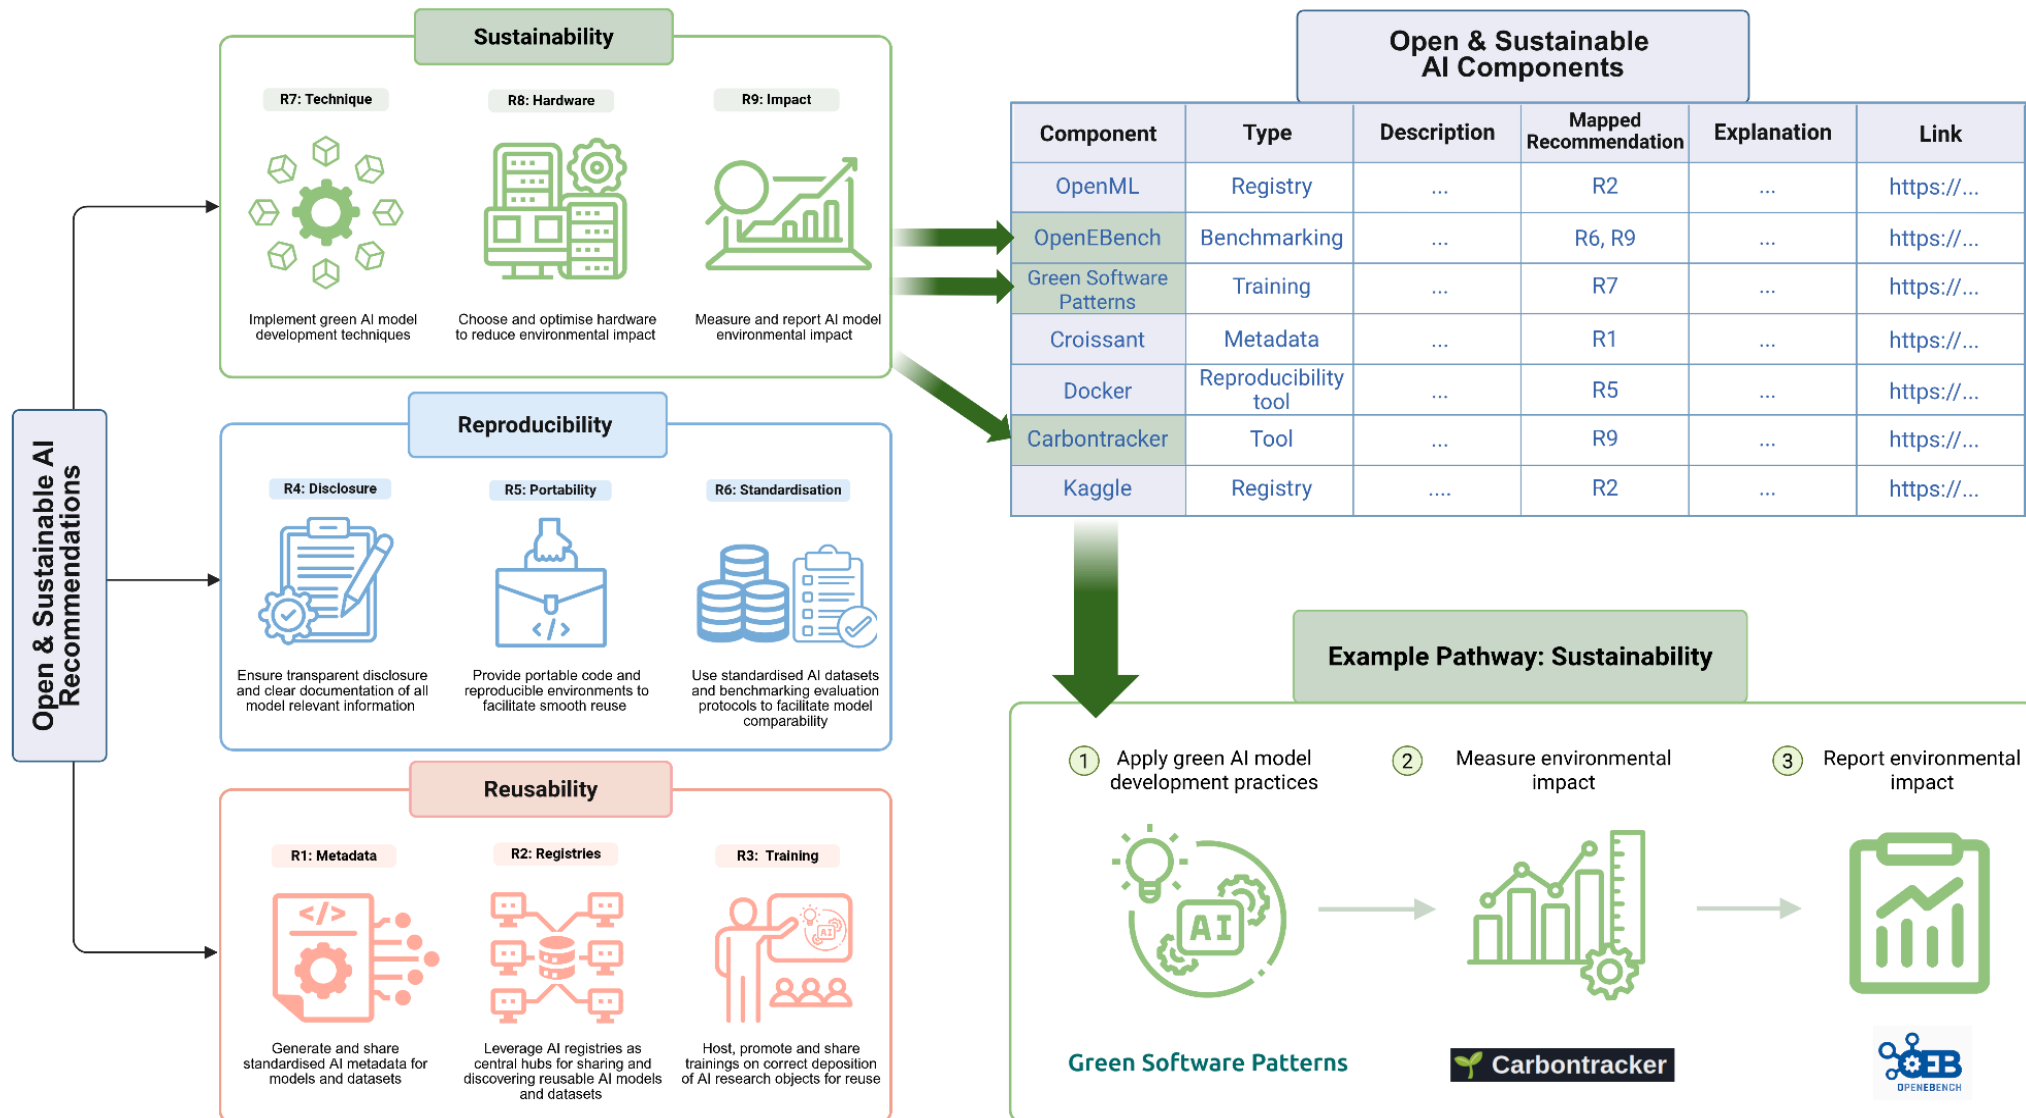 Open & Sustainable AI
Recommendations
Sustainability
R7: Technique
R8: Hardware
R9: Impact
Implement green AI model
development techniques
Choose and optimise hardware
to reduce environmental impact
Measure and report AI model
environmental impact
Reproducibility
R4: Disclosure
R5: Portability
R6: Standardisation
</>
Ensure transparent disclosure
and clear documentation of all
model relevant information
Provide portable code and
reproducible environments to
facilitate smooth reuse
Use standardised AI datasets
and benchmarking evaluation
protocols to facilitate model
comparability
Reusability
R1: Metadata
R2: Registries
R3: Training
</>
AI
Generate and share
standardised AI metadata for
models and datasets
Leverage AI registries as
central hubs for sharing and
discovering reusable AI models
and datasets
Host, promote and share
trainings on correct deposition
of AI research objects for reuse
Open & Sustainable
AI Components
Component Type Description Mapped Recommendation Explanation Link
OpenML Registry ... R2 ... https://...
OpenEBench Benchmarking ... R6, R9 ... https://...
Green Software Patterns Training ... R7 ... https://...
Croissant Metadata ... R1 ... https://...
Docker Reproducibility tool ... R5 ... https://...
Carbontracker Tool ... R9 ... https://...
Kaggle Registry .... R2 ... https://...
Example Pathway: Sustainability
1 Apply green AI model
development practices
2 Measure environmental
impact
3 Report environmental
impact
AI
Green Software Patterns
Carbontracker
OEB
OPENEBENCH